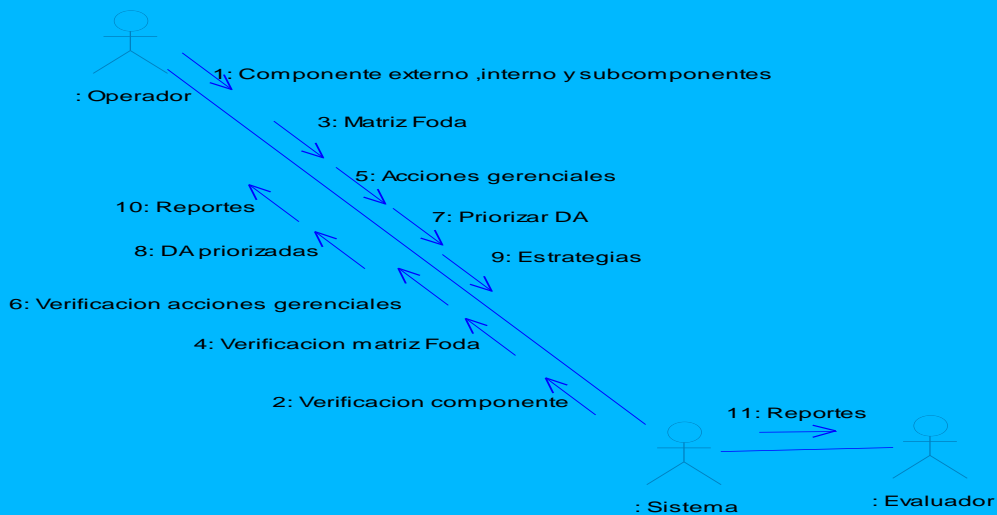 : Operador
1: Componente externo ,interno y subcomponentes
3: Matriz Foda
5: Acciones gerenciales
10: Reportes
7: Priorizar DA
8: DA priorizadas
9: Estrategias
6: Verificacion acciones gerenciales
4: Verificacion matriz Foda
2: Verificacion componente
11: Reportes
: Sistema
: Evaluador